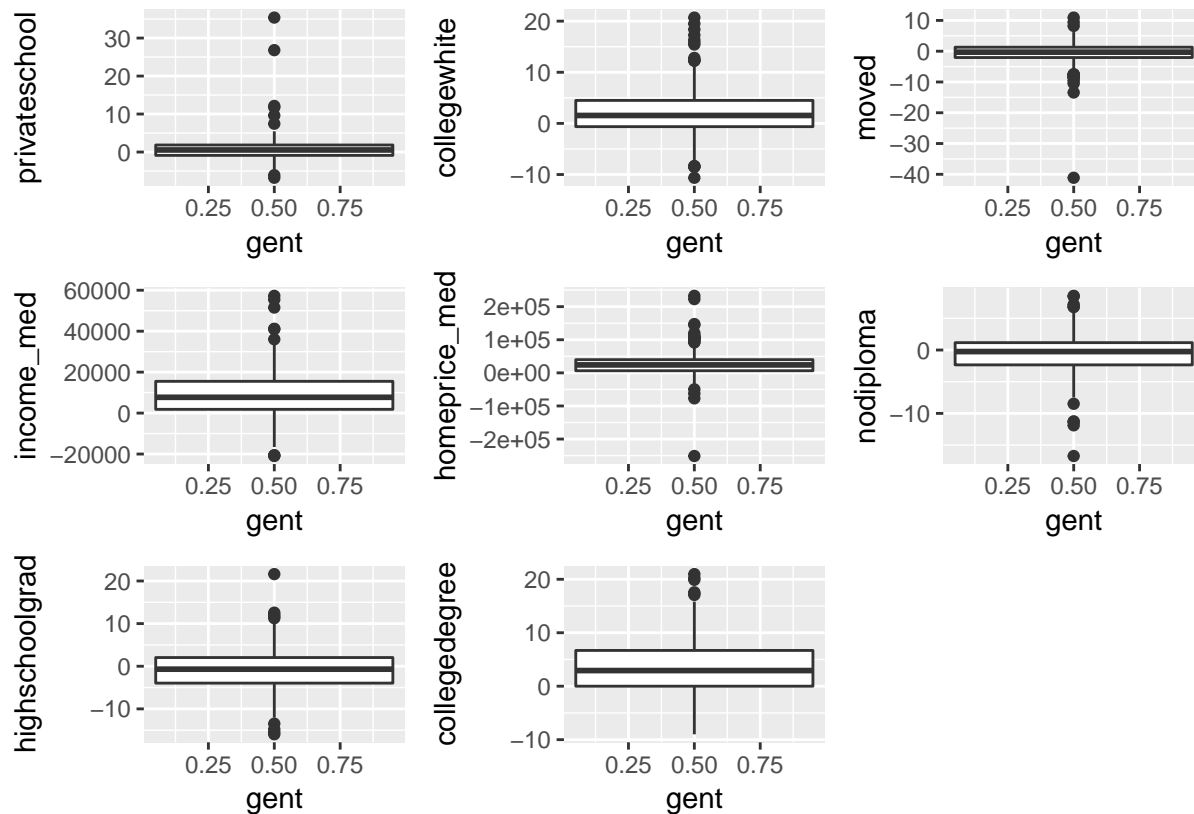 privateschool
30
20
10
0
0.25 0.50 0.75
gent
collegewhite
20
10
0
−10
0.25 0.50 0.75
gent
moved
10
0
−10
−20
−30
−40
0.25 0.50 0.75
gent
income_med
60000
40000
20000
0
−20000
0.25 0.50 0.75
gent
homeprice_med
2e+05
1e+05
0e+00
−1e+05
−2e+05
0.25 0.50 0.75
gent
nodiploma
0
−10
0.25 0.50 0.75
gent
highschoolgrad
20
10
0
−10
0.25 0.50 0.75
gent
collegedegree
20
10
0
−10
0.25 0.50 0.75
gent